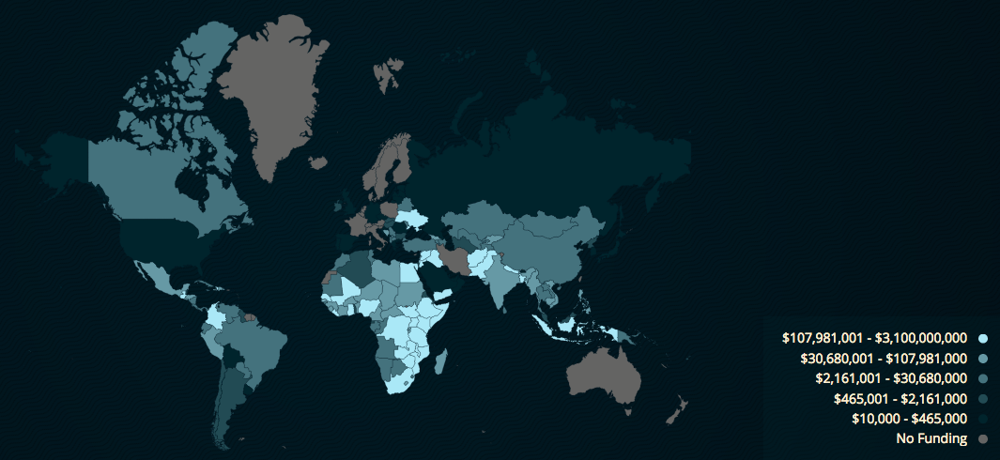 $107,981,001 - $3,100,000,000
$30,680,001 - $107,981,000
$2,161,001 - $30,680,000
$465,001 - $2,161,000
$10,000 - $465,000
No Funding